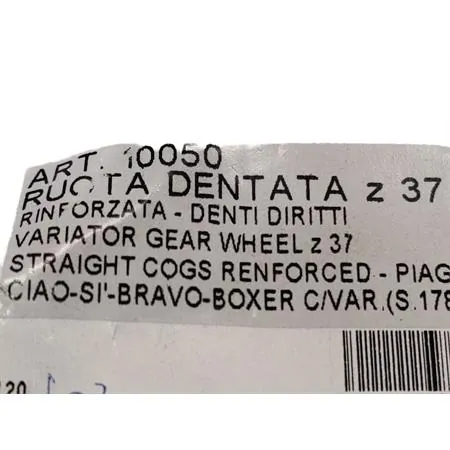 ART. 10050
RUOTA DENTATA z 37
RINFORZATA - DENTI DIRITTI
VARIATOR GEAR WHEEL z 37
STRAIGHT COGS RENFORCED - PIAG
CIAO-SI'-BRAVO-BOXER C/VAR.(S.178
120